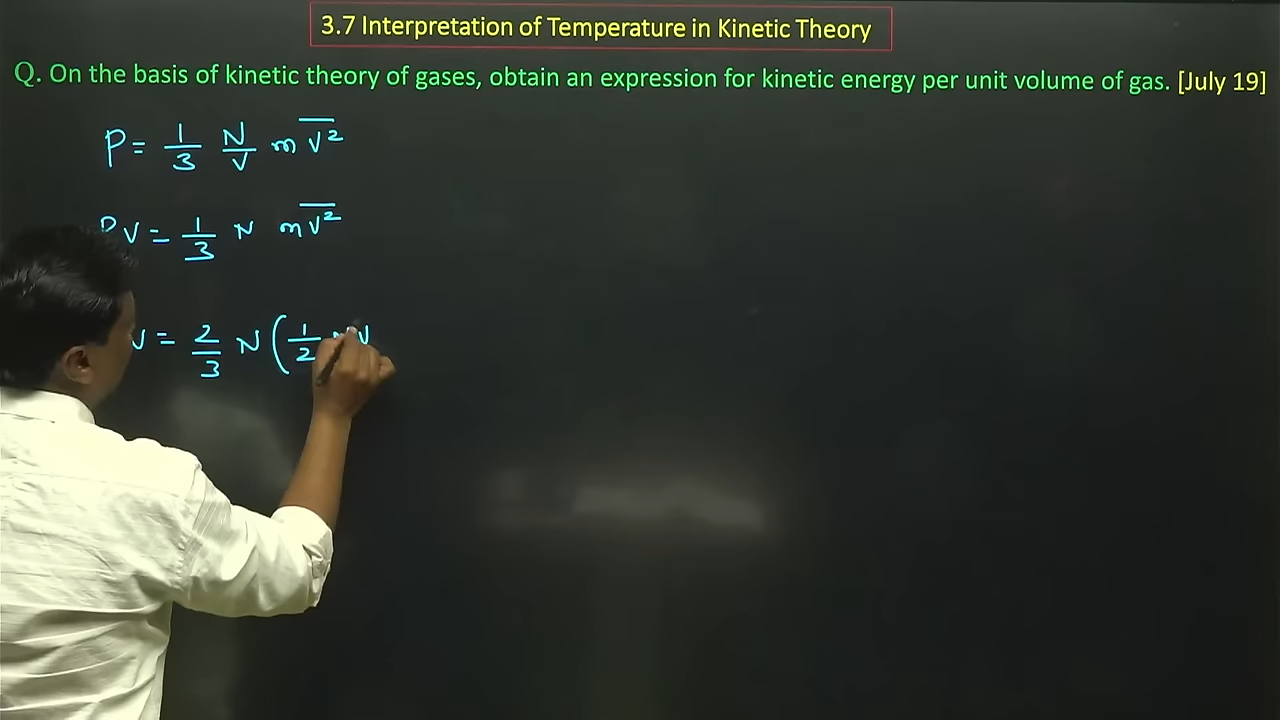 3.7 Interpretation of Temperature in Kinetic Theory
Q. On the basis of kinetic theory of gases, obtain an expression for kinetic energy per unit volume of gas. [July 19]
P = 1/3 N/V m v̅²̅
PV = 1/3 N m v̅²̅
V = 2/3 N (1/2 V